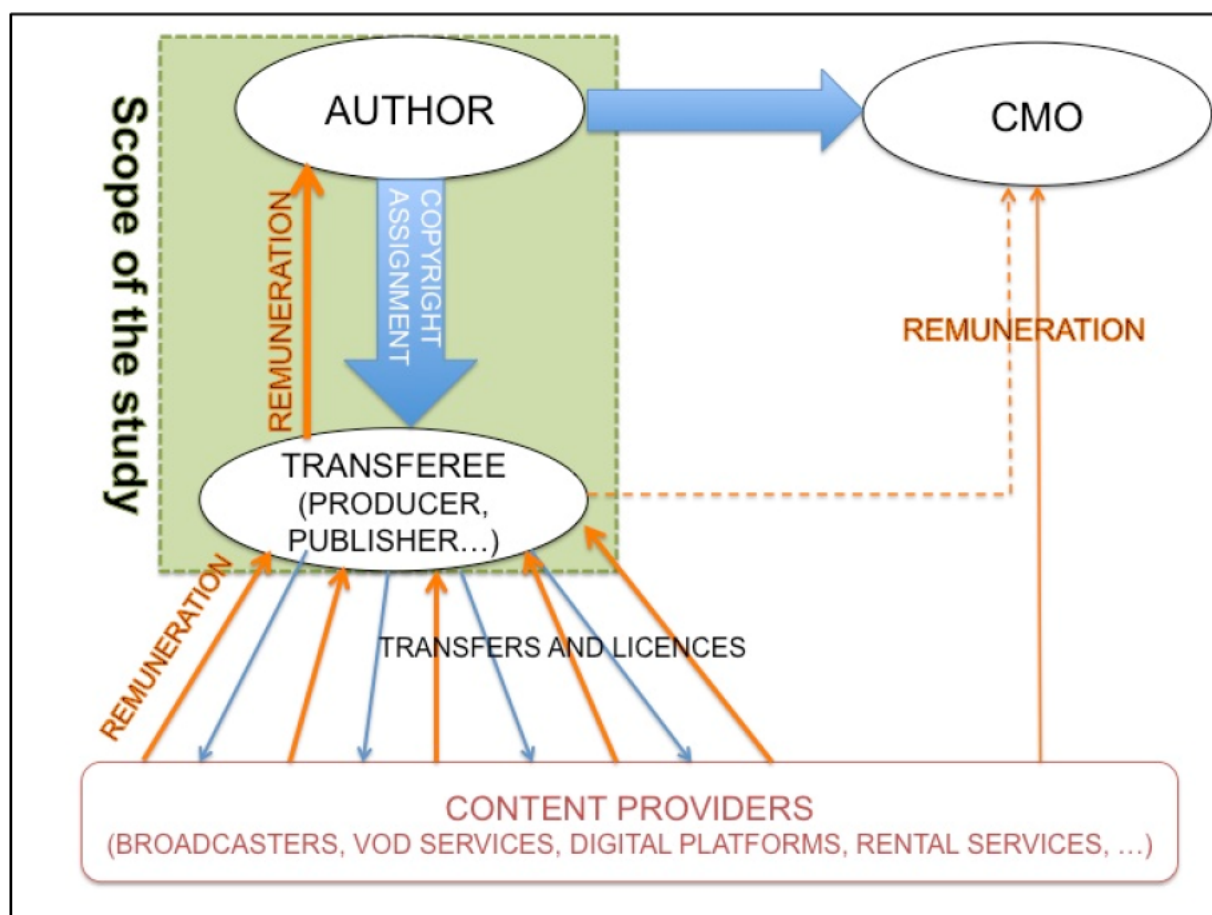 Scope of the study
AUTHOR
CMO
COPYRIGHT
ASSIGNMENT
REMUNERATION
REMUNERATION
TRANSFEREE
(PRODUCER,
PUBLISHER…)
REMUNERATION
TRANSFERS AND LICENCES
CONTENT PROVIDERS
(BROADCASTERS, VOD SERVICES, DIGITAL PLATFORMS, RENTAL SERVICES, …)